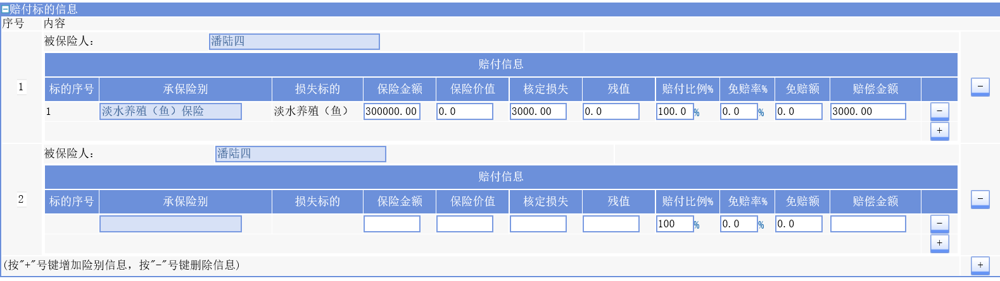 赔付标的信息
序号 内容
被保险人： 潘陆四
赔付信息
标的序号 承保险别 损失标的 保险金额 保险价值 核定损失 残值 赔付比例% 免赔率% 免赔额 赔偿金额
1 -
1 淡水养殖（鱼）保险 淡水养殖（鱼） 300000.00 0.0 3000.00 0.0 100.0 % 0.0 % 0.0 3000.00 -
+
被保险人： 潘陆四
赔付信息
标的序号 承保险别 损失标的 保险金额 保险价值 核定损失 残值 赔付比例% 免赔率% 免赔额 赔偿金额
2 -
100 % 0.0 % 0.0 -
+
(按"+"号键增加险别信息，按"-"号键删除信息) +